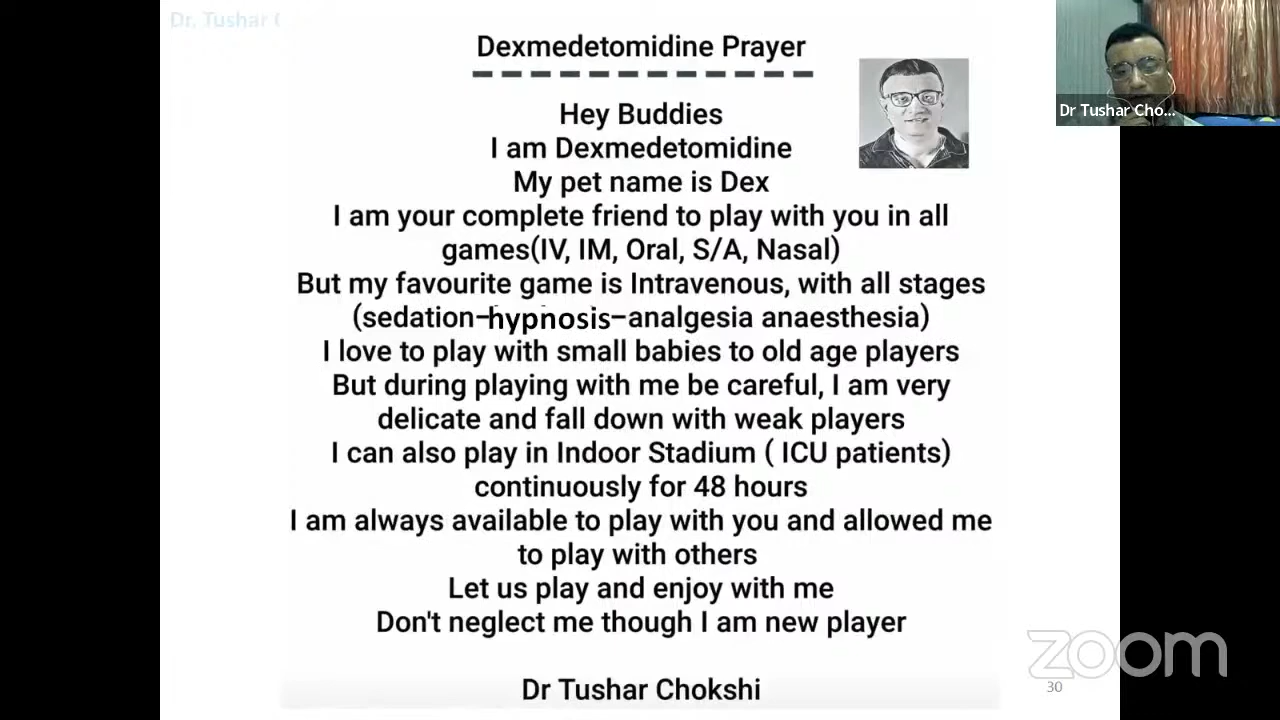 Dr. Tushar C
Dexmedetomidine Prayer
Hey Buddies
I am Dexmedetomidine
My pet name is Dex
I am your complete friend to play with you in all
games(IV, IM, Oral, S/A, Nasal)
But my favourite game is Intravenous, with all stages
(sedation-hypnosis-analgesia anaesthesia)
I love to play with small babies to old age players
But during playing with me be careful, I am very
delicate and fall down with weak players
I can also play in Indoor Stadium ( ICU patients)
continuously for 48 hours
I am always available to play with you and allowed me
to play with others
Let us play and enjoy with me
Don't neglect me though I am new player
Dr Tushar Chokshi
Dr Tushar Cho...
zoom
30